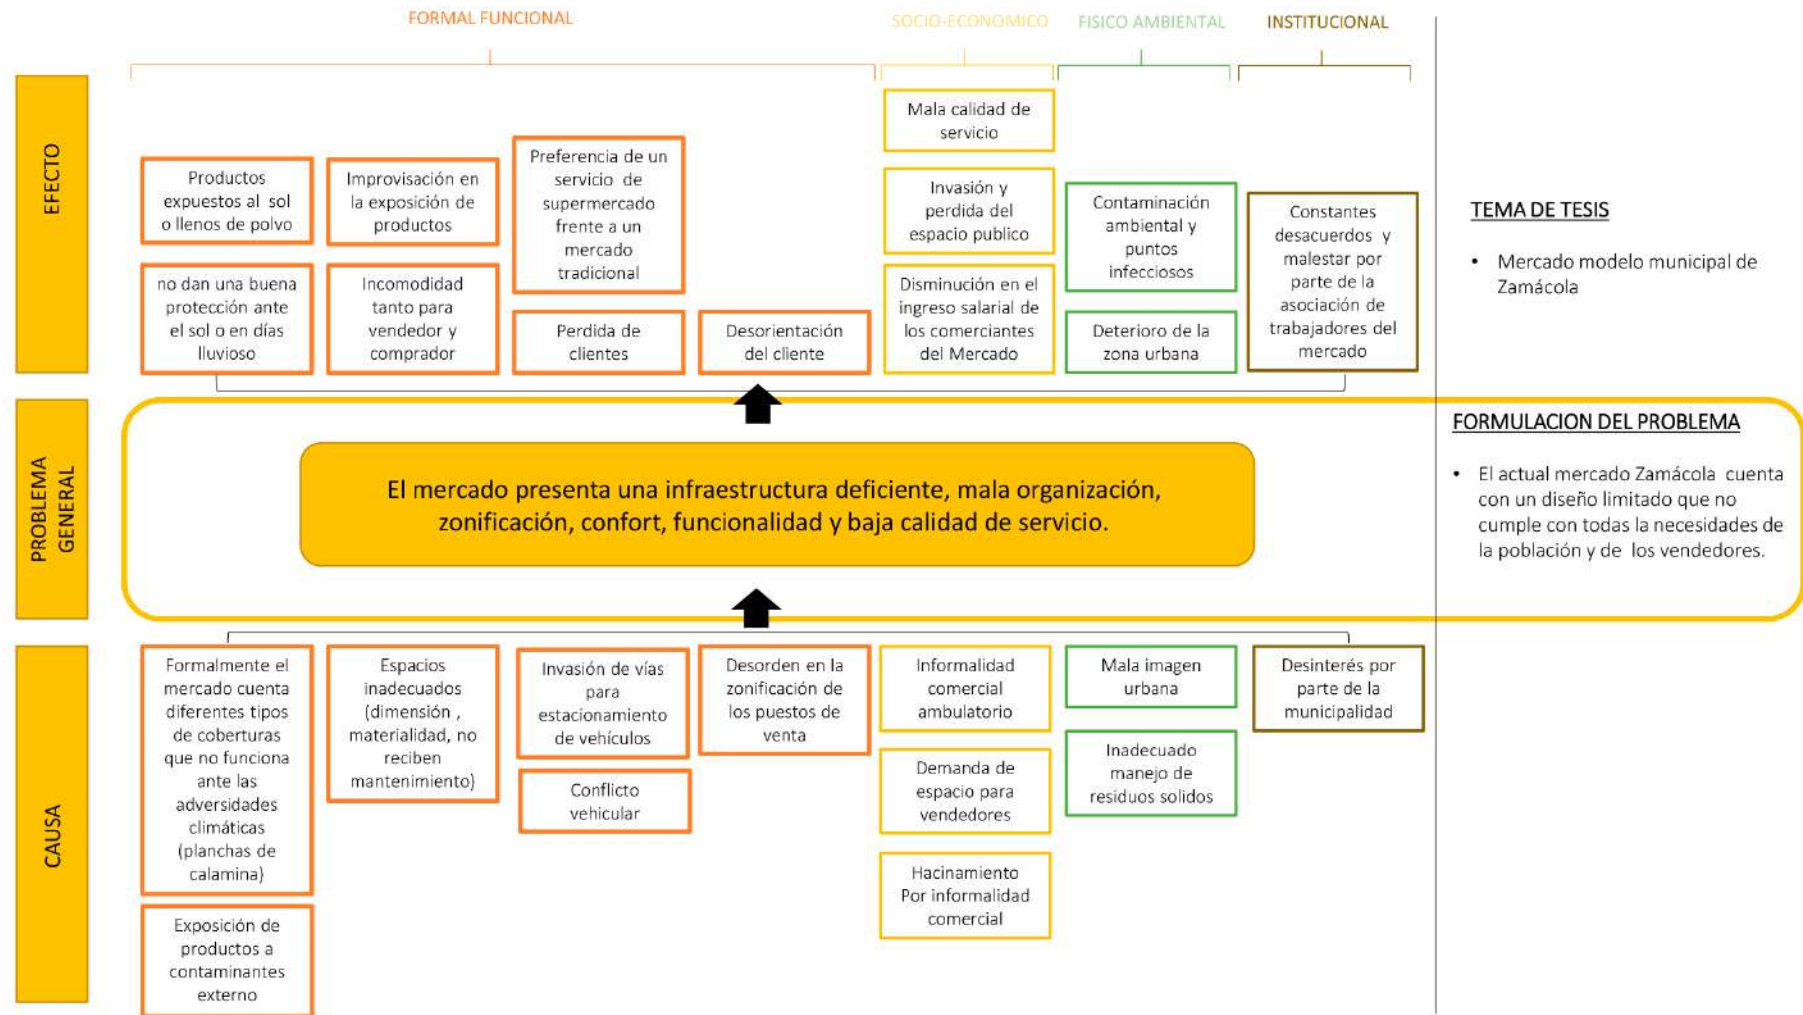 FORMAL FUNCIONAL
SOCIO-ECONOMICO
FISICO AMBIENTAL
INSTITUCIONAL
EFECTO
Productos
expuestos al sol
o llenos de polvo
no dan una buena
protección ante
el sol o en días
lluvioso
Improvisación en
la exposición de
productos
Incomodidad
tanto para
vendedor y
comprador
Preferencia de un
servicio de
supermercado
frente a un
mercado
tradicional
Perdida de
clientes
Desorientación
del cliente
Mala calidad de
servicio
Invasión y
perdida del
espacio publico
Disminución en el
ingreso salarial de
los comerciantes
del Mercado
Contaminación
ambiental y
puntos
infecciosos
Deterioro de la
zona urbana
Constantes
desacuerdos y
malestar por
parte de la
asociación de
trabajadores del
mercado
TEMA DE TESIS
• Mercado modelo municipal de
Zamácola
PROBLEMA
GENERAL
El mercado presenta una infraestructura deficiente, mala organización,
zonificación, confort, funcionalidad y baja calidad de servicio.
FORMULACION DEL PROBLEMA
• El actual mercado Zamácola cuenta
con un diseño limitado que no
cumple con todas la necesidades de
la población y de los vendedores.
CAUSA
Formalmente el
mercado cuenta
diferentes tipos
de coberturas
que no funciona
ante las
adversidades
climáticas
(planchas de
calamina)
Exposición de
productos a
contaminantes
externo
Espacios
inadecuados
(dimensión ,
materialidad, no
reciben
mantenimiento)
Invasión de vías
para
estacionamiento
de vehículos
Conflicto
vehicular
Desorden en la
zonificación de
los puestos de
venta
Informalidad
comercial
ambulatorio
Demanda de
espacio para
vendedores
Hacinamiento
Por informalidad
comercial
Mala imagen
urbana
Inadecuado
manejo de
residuos solidos
Desinterés por
parte de la
municipalidad